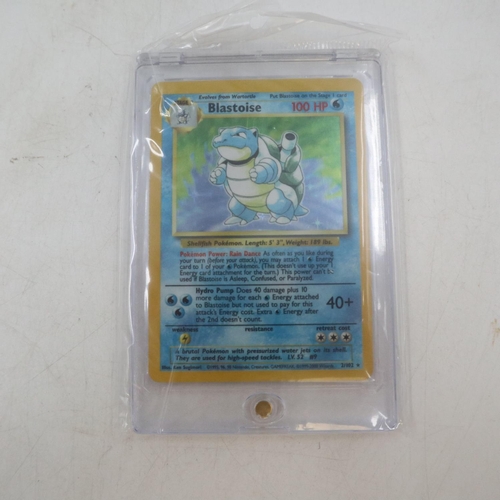 Evolves from Wartortle Put Blastoise on the Stage 1 card
Blastoise 100 HP
Shellfish Pokémon. Length: 5' 3", Weight: 189 lbs.
Pokémon Power: Rain Dance As often as you like during
your turn (before your attack), you may attach 1 Energy
card to 1 of your Pokémon. (This doesn't use up your 1
Energy card attachment for the turn.) This power can't be
used if Blastoise is Asleep, Confused, or Paralyzed.
Hydro Pump Does 40 damage plus 10
more damage for each Energy attached
to Blastoise but not used to pay for this
attack's Energy cost. Extra Energy after
the 2nd doesn't count.
40+
weakness resistance retreat cost
A brutal Pokémon with pressurized water jets on its shell.
They are used for high-speed tackles. LV. 52 #9
2/102